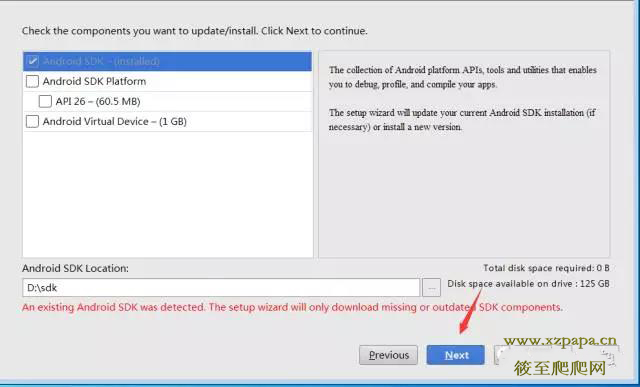 Check the components you want to update/install. Click Next to continue.
Android SDK – (installed)
Android SDK Platform
API 26 – (60.5 MB)
Android Virtual Device – (1 GB)
The collection of Android platform APIs, tools and utilities that enables
you to debug, profile, and compile your apps.
The setup wizard will update your current Android SDK installation (if
necessary) or install a new version.
Android SDK Location:
D:\sdk
...
Total disk space required: 0 B
Disk space available on drive : 125 GB
An existing Android SDK was detected. The setup wizard will only download missing or outdated SDK components.
Previous
Next
www.xzpapa.cn
筱至爬爬网